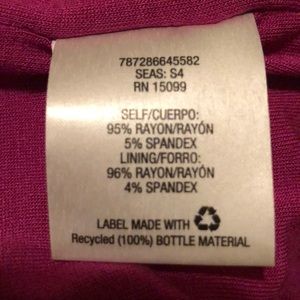 787286645582
SEAS: S4
RN 15099
SELF/CUERPO:
95% RAYON/RAYÓN
5% SPANDEX
LINING/FORRO:
96% RAYON/RAYÓN
4% SPANDEX
LABEL MADE WITH
Recycled (100%) BOTTLE MATERIAL